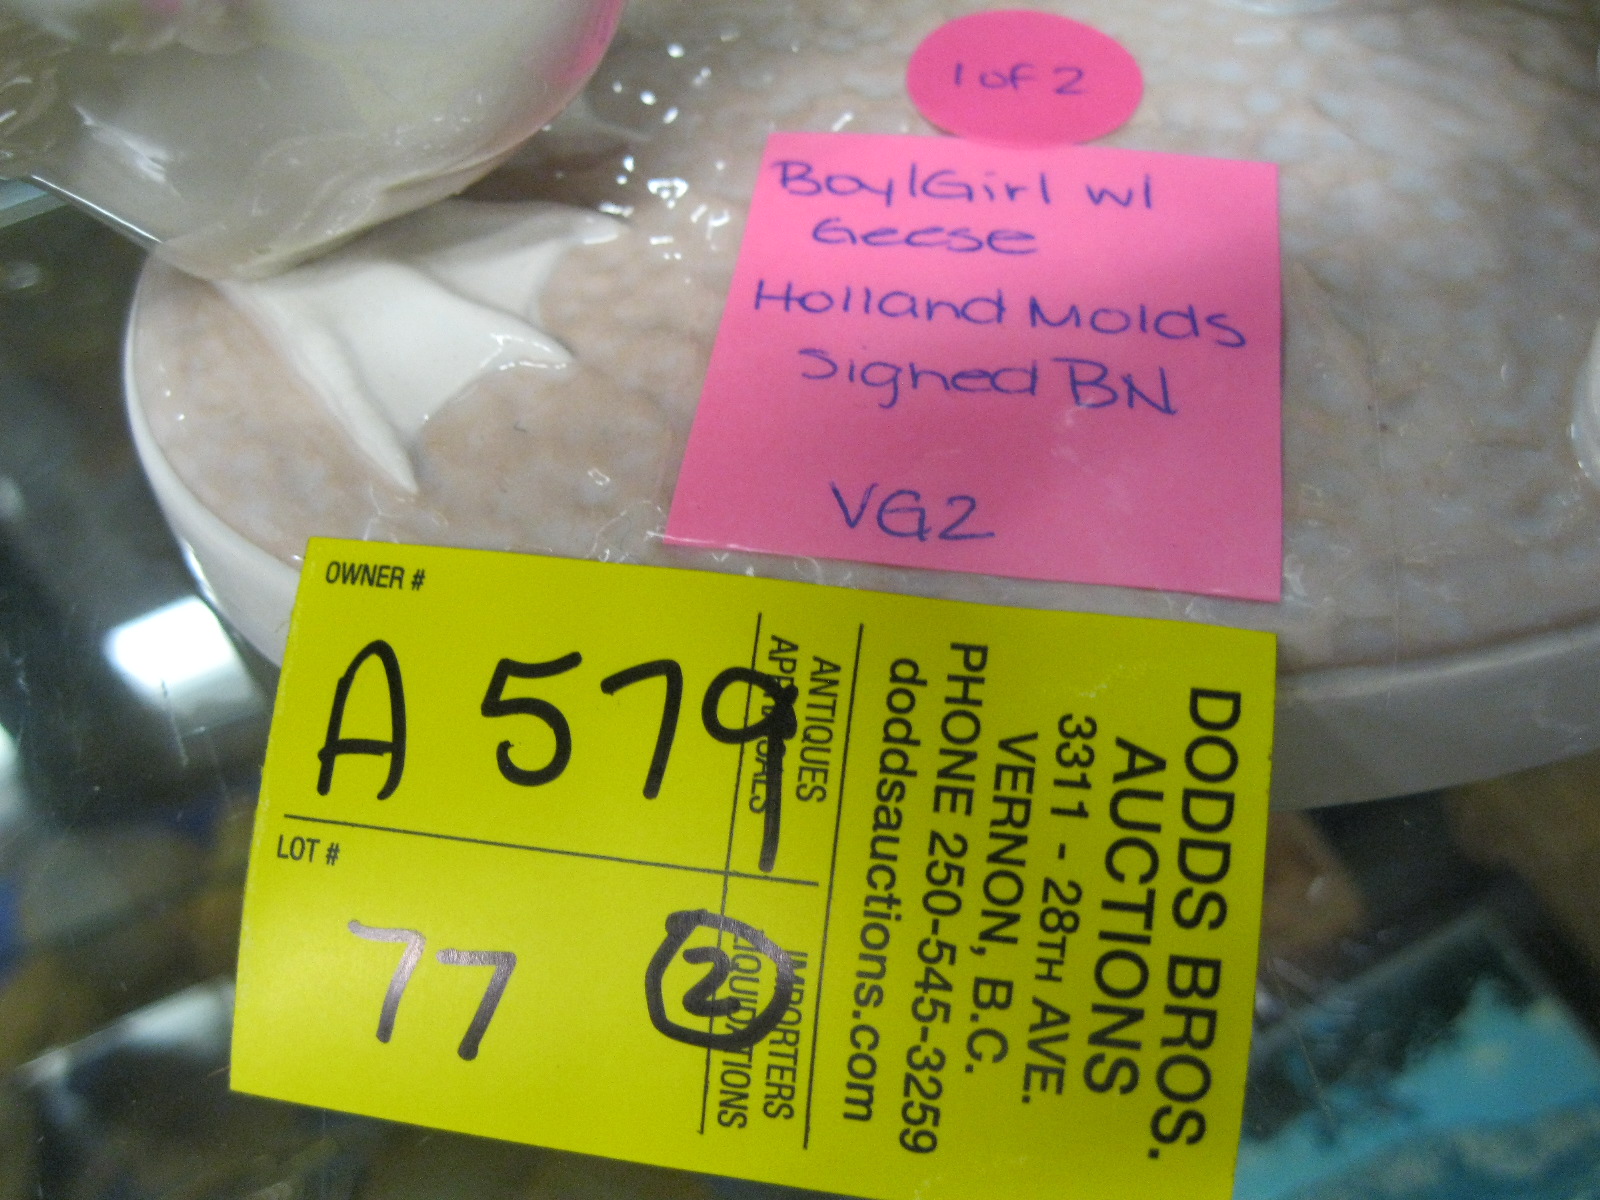 1 of 2
Boy/Girl w/
Geese
Holland Molds
Signed BN
VG2
OWNER #
A 579
LOT #
77 2
ANTIQUES
APPRAISALS
IMPORTERS
LIQUIDATIONS
DODDS BROS.
AUCTIONS
3311 - 28TH AVE.
VERNON, B.C.
PHONE 250-545-3259
doddsauctions.com